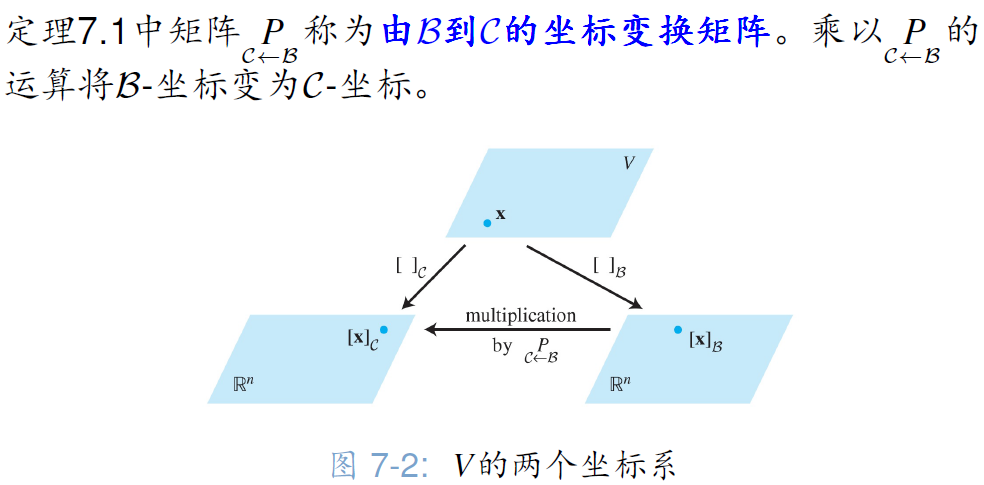 定理7.1中矩阵 P 称为由B到C的坐标变换矩阵。乘以 P 的
C←B C←B
运算将B-坐标变为C-坐标。
V
x
[ ]C [ ]B
multiplication
[x]C [x]B
by P
C←B
ℝⁿ ℝⁿ
图 7-2: V的两个坐标系